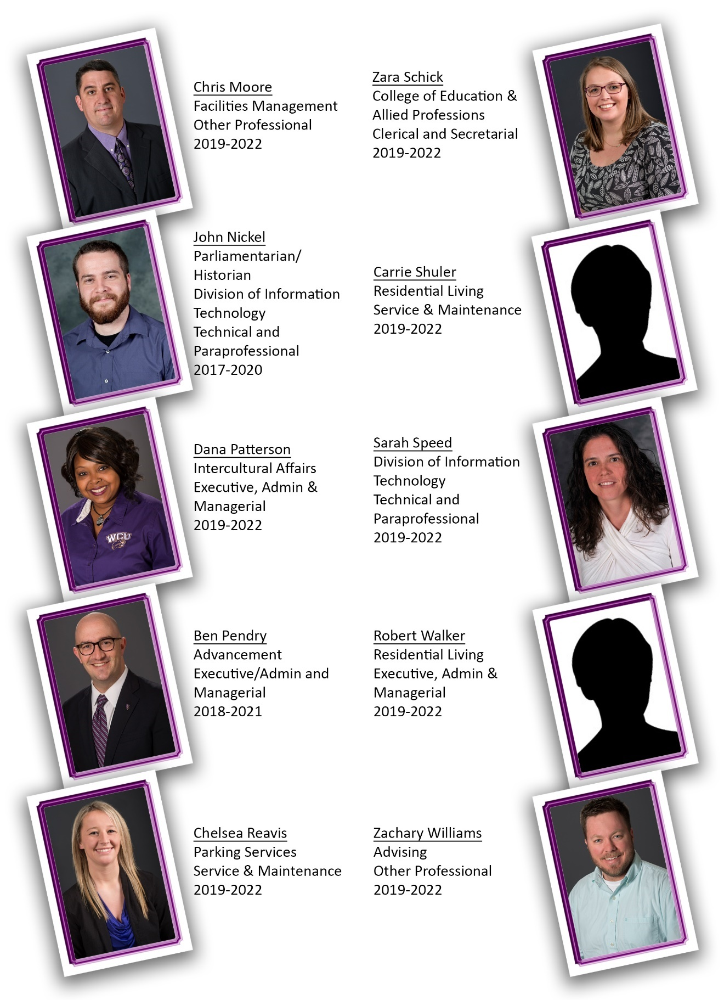 Chris Moore
Facilities Management
Other Professional
2019-2022
Zara Schick
College of Education &
Allied Professions
Clerical and Secretarial
2019-2022
John Nickel
Parliamentarian/
Historian
Division of Information
Technology
Technical and
Paraprofessional
2017-2020
Carrie Shuler
Residential Living
Service & Maintenance
2019-2022
Dana Patterson
Intercultural Affairs
Executive, Admin &
Managerial
2019-2022
WCU
Sarah Speed
Division of Information
Technology
Technical and
Paraprofessional
2019-2022
Ben Pendry
Advancement
Executive/Admin and
Managerial
2018-2021
Robert Walker
Residential Living
Executive, Admin &
Managerial
2019-2022
Chelsea Reavis
Parking Services
Service & Maintenance
2019-2022
Zachary Williams
Advising
Other Professional
2019-2022